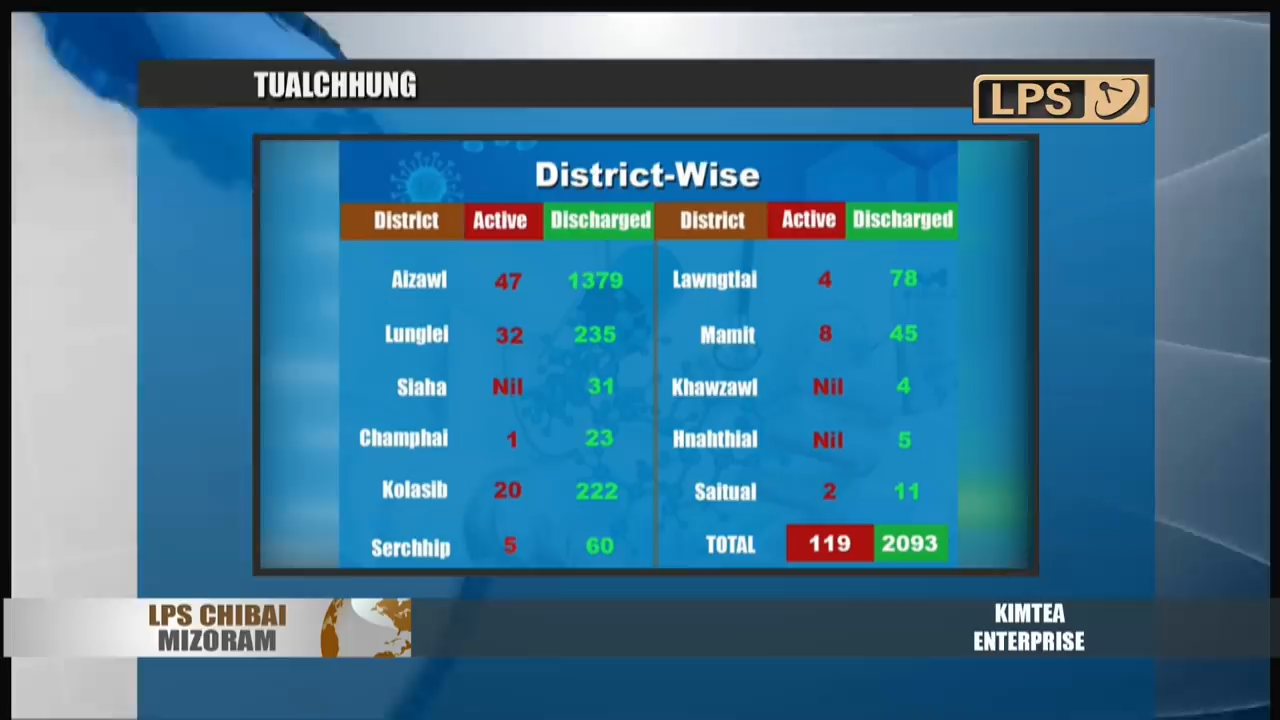 TUALCHHUNG
LPS
District-Wise
District Active Discharged District Active Discharged
Aizawl 47 1379 Lawngtlai 4 78
Lunglei 32 235 Mamit 8 45
Siaha Nil 31 Khawzawl Nil 4
Champhai 1 23 Hnahthial Nil 5
Kolasib 20 222 Saitual 2 11
Serchhip 5 60 TOTAL 119 2093
LPS CHIBAI
MIZORAM
KIMTEA
ENTERPRISE